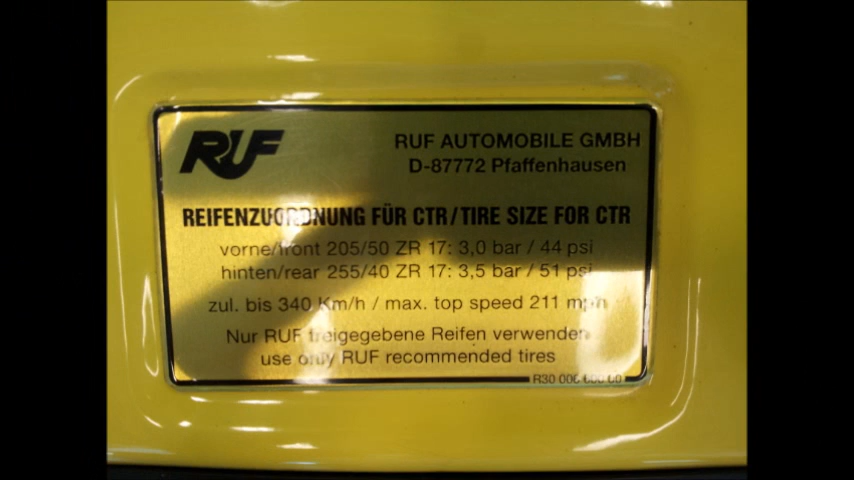 RUF
RUF AUTOMOBILE GMBH
D-87772 Pfaffenhausen
REIFENZUORDNUNG FÜR CTR/TIRE SIZE FOR CTR
vorne/front 205/50 ZR 17: 3,0 bar / 44 psi
hinten/rear 255/40 ZR 17: 3,5 bar / 51 psi
zul. bis 340 Km/h / max. top speed 211 mph
Nur RUF freigegebene Reifen verwenden
use only RUF recommended tires
R30